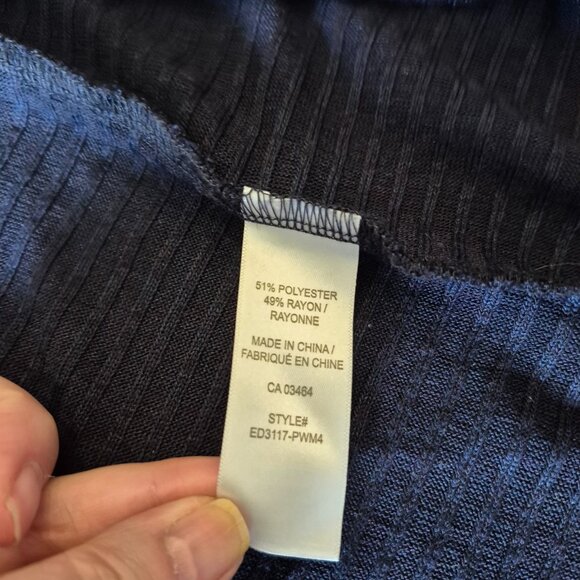 51% POLYESTER
49% RAYON /
RAYONNE
MADE IN CHINA /
FABRIQUÉ EN CHINE
CA 03464
STYLE#
ED3117-PWM4